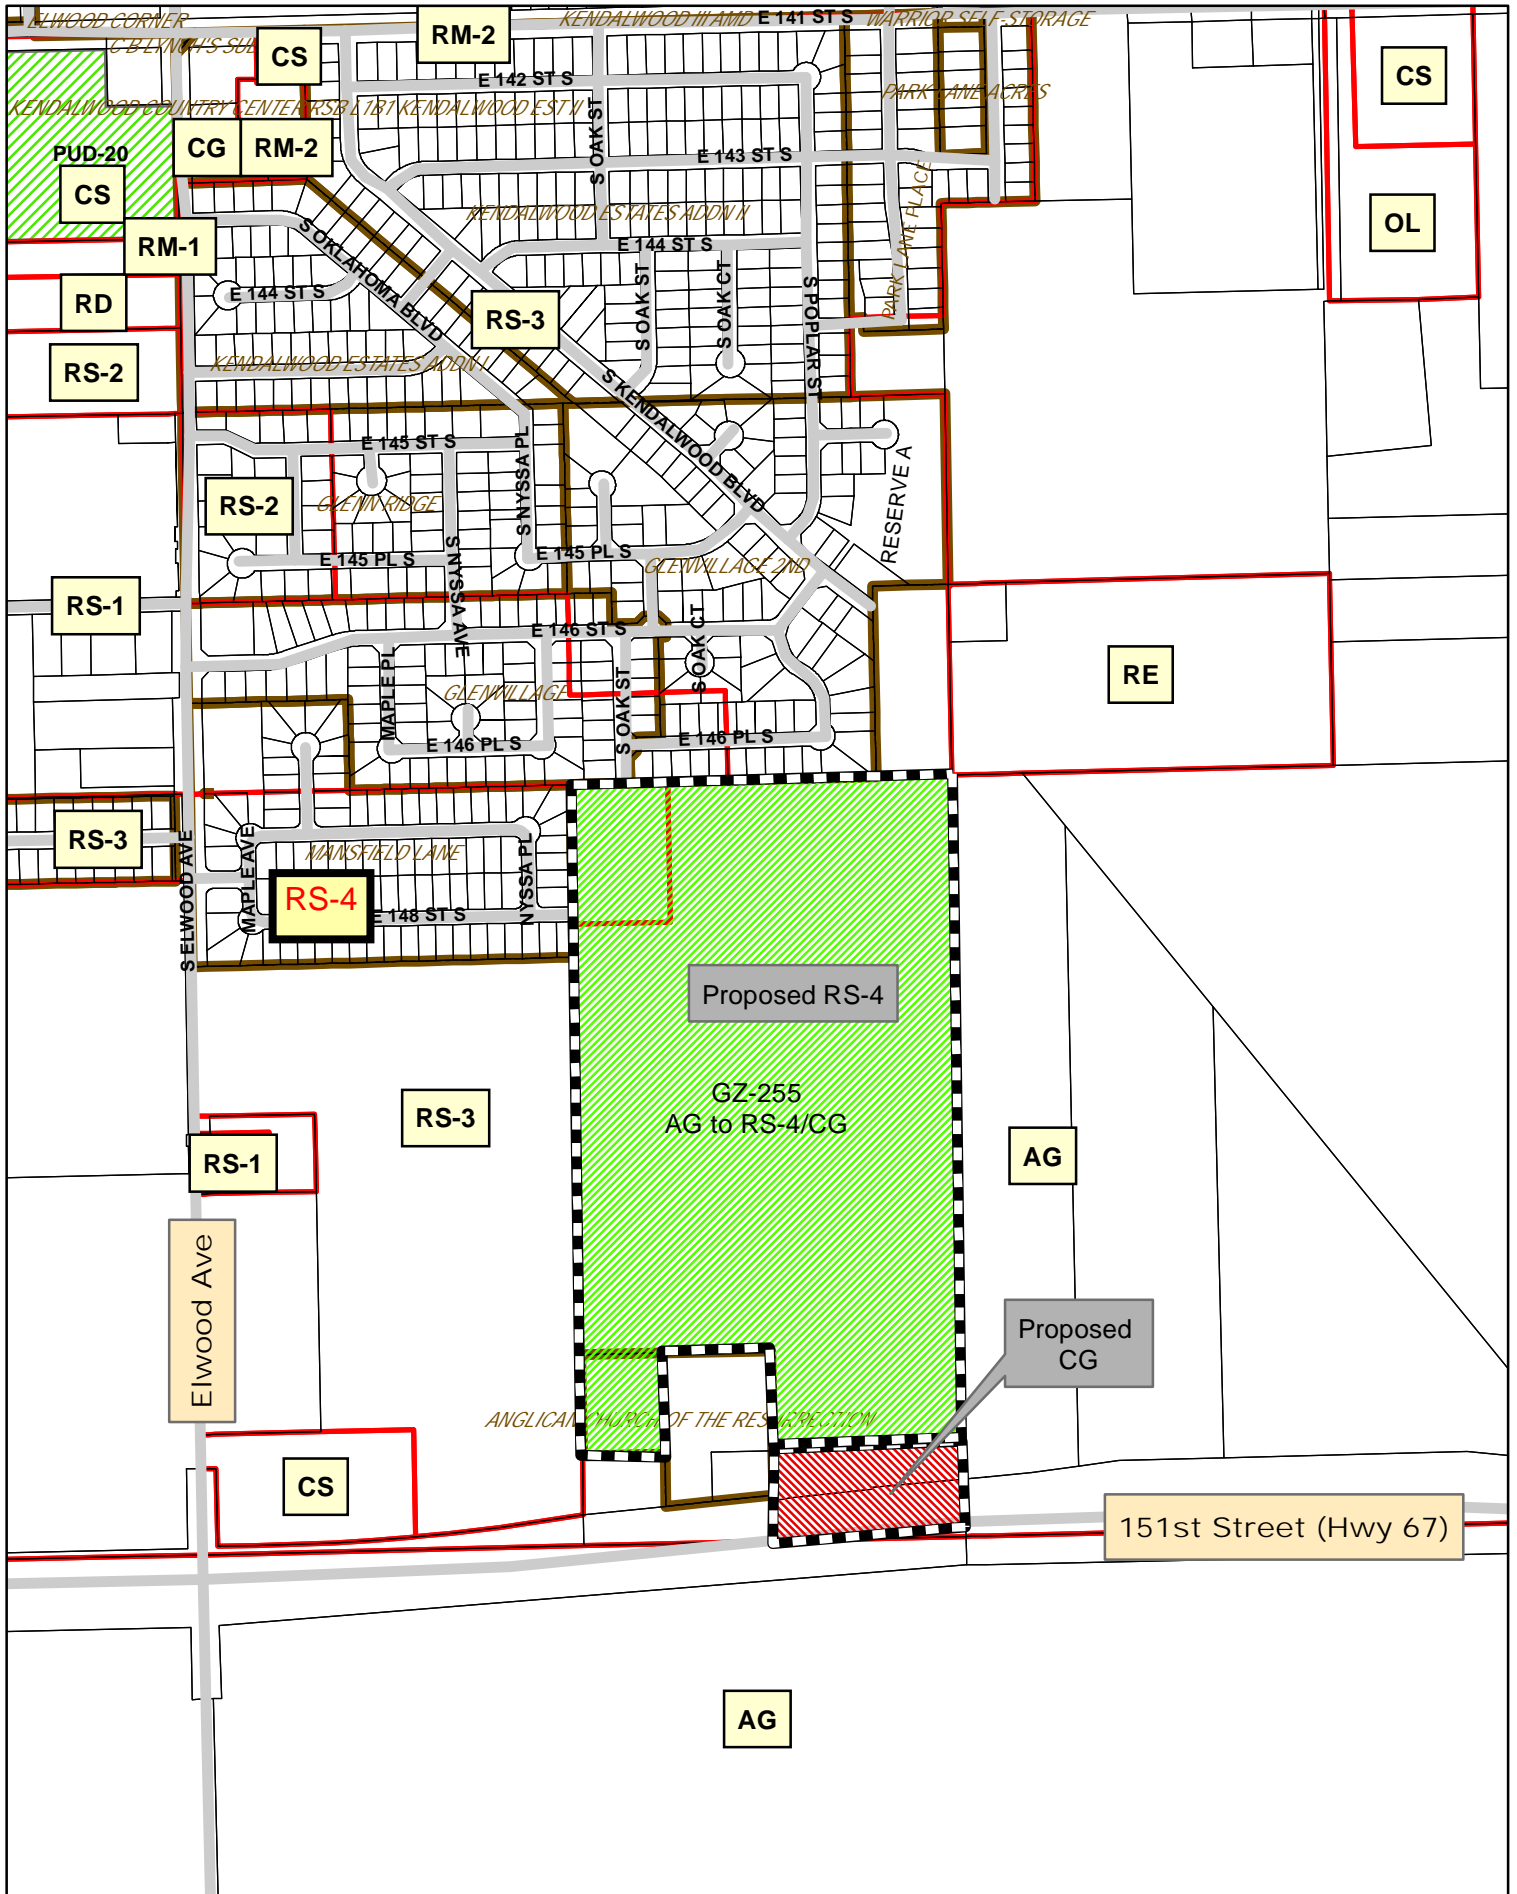 ELWOOD CORNER
KENDALWOOD III AMD
E 141 ST S
WARRIOR SELF-STORAGE
RM-2
C B LYNCH'S SUB
CS
CS
E 142 ST S
PARK LANE ACRES
KENDALWOOD COUNTRY CENTER RSB L1B1 KENDALWOOD EST II
S OAK ST
PUD-20
CG
RM-2
E 143 ST S
CS
PARK LANE PLACE
KENDALWOOD ESTATES ADDN II
OL
RM-1
S OKLAHOMA BLVD
E 144 ST S
RD
E 144 ST S
S OAK ST
S OAK CT
S POPLAR ST
RS-3
RS-2
KENDALWOOD ESTATES ADDN I
S KENDALWOOD BLVD
E 145 ST S
S NYSSA PL
RS-2
GLENN RIDGE
RESERVE A
E 145 PL S
S NYSSA AVE
E 145 PL S
GLENVILLAGE 2ND
RS-1
E 146 ST S
S OAK CT
MAPLE PL
GLENVILLAGE
S OAK ST
RE
E 146 PL S
E 146 PL S
RS-3
S ELWOOD AVE
MAPLE AVE
MANSFIELD LANE
NYSSA PL
RS-4
E 148 ST S
Proposed RS-4
GZ-255
AG to RS-4/CG
RS-3
AG
RS-1
Elwood Ave
Proposed
CG
ANGLICAN CHURCH OF THE RESURRECTION
CS
151st Street (Hwy 67)
AG